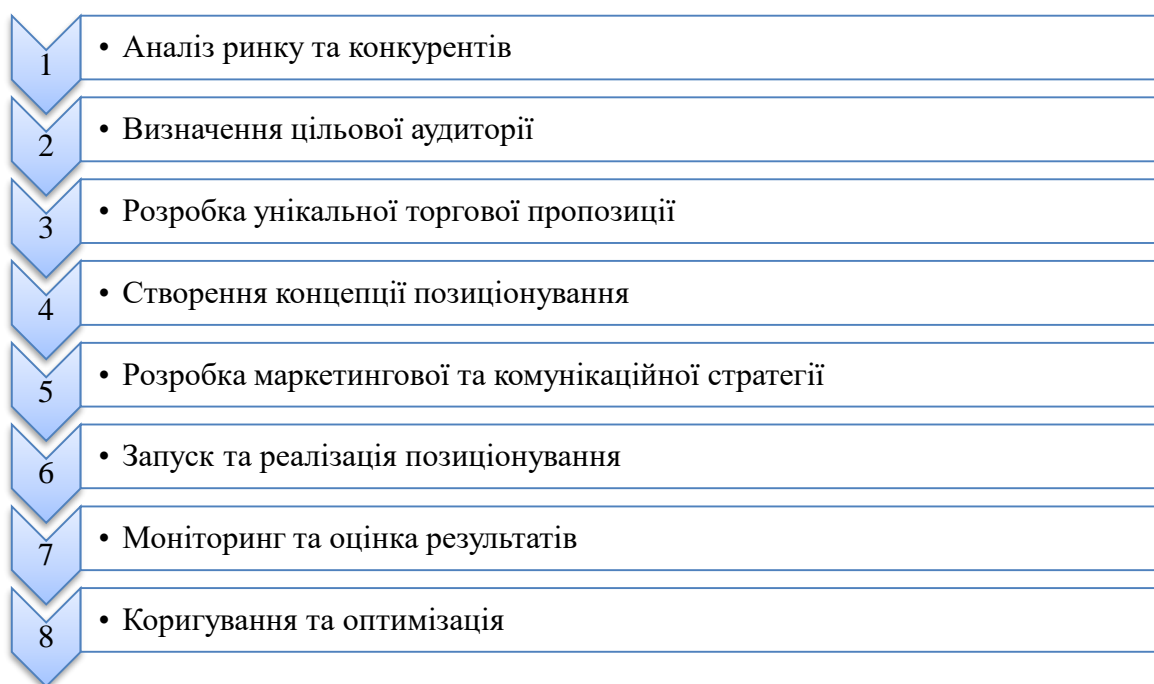 1 • Аналіз ринку та конкурентів
2 • Визначення цільової аудиторії
3 • Розробка унікальної торгової пропозиції
4 • Створення концепції позиціонування
5 • Розробка маркетингової та комунікаційної стратегії
6 • Запуск та реалізація позиціонування
7 • Моніторинг та оцінка результатів
8 • Коригування та оптимізація